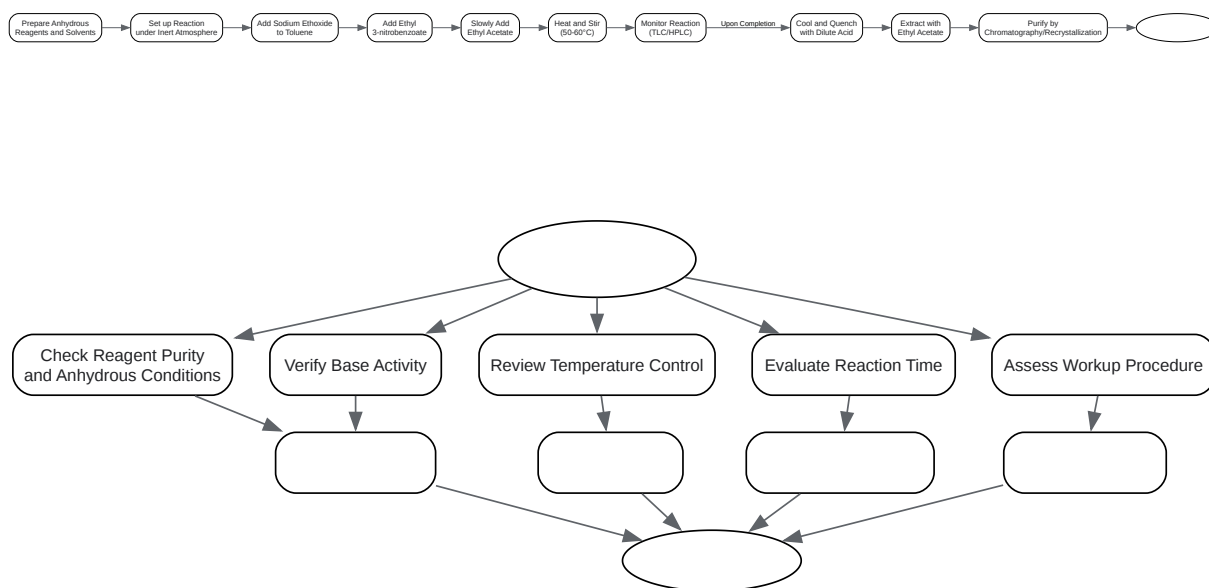 Prepare Anhydrous
Reagents and Solvents
Set up Reaction
under Inert Atmosphere
Add Sodium Ethoxide
to Toluene
Add Ethyl
3-nitrobenzoate
Slowly Add
Ethyl Acetate
Heat and Stir
(50-60°C)
Monitor Reaction
(TLC/HPLC)
Upon Completion
Cool and Quench
with Dilute Acid
Extract with
Ethyl Acetate
Purify by
Chromatography/Recrystallization
Check Reagent Purity
and Anhydrous Conditions
Verify Base Activity
Review Temperature Control
Evaluate Reaction Time
Assess Workup Procedure